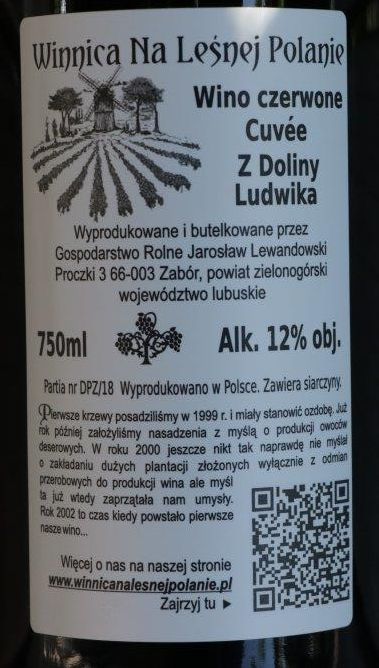 Winnica Na Leśnej Polanie
Wino czerwone
Cuvée
Z Doliny
Ludwika
Wyprodukowane i butelkowane przez
Gospodarstwo Rolne Jarosław Lewandowski
Proczki 3 66-003 Zabór, powiat zielonogórski
województwo lubuskie
750ml
Alk. 12% obj.
Partia nr DPZ/18 Wyprodukowano w Polsce. Zawiera siarczyny.
Pierwsze krzewy posadziliśmy w 1999 r. i miały stanowić ozdobę. Już
rok później założyliśmy nasadzenia z myślą o produkcji owoców
deserowych. W roku 2000 jeszcze nikt tak naprawdę nie myślał
o zakładaniu dużych plantacji złożonych wyłącznie z odmian
przerobowych do produkcji wina ale myśl
ta już wtedy zaprzątała nam umysły.
Rok 2002 to czas kiedy powstało pierwsze
nasze wino...
Więcej o nas na naszej stronie
www.winnicanalesnejpolanie.pl
Zajrzyj tu ►